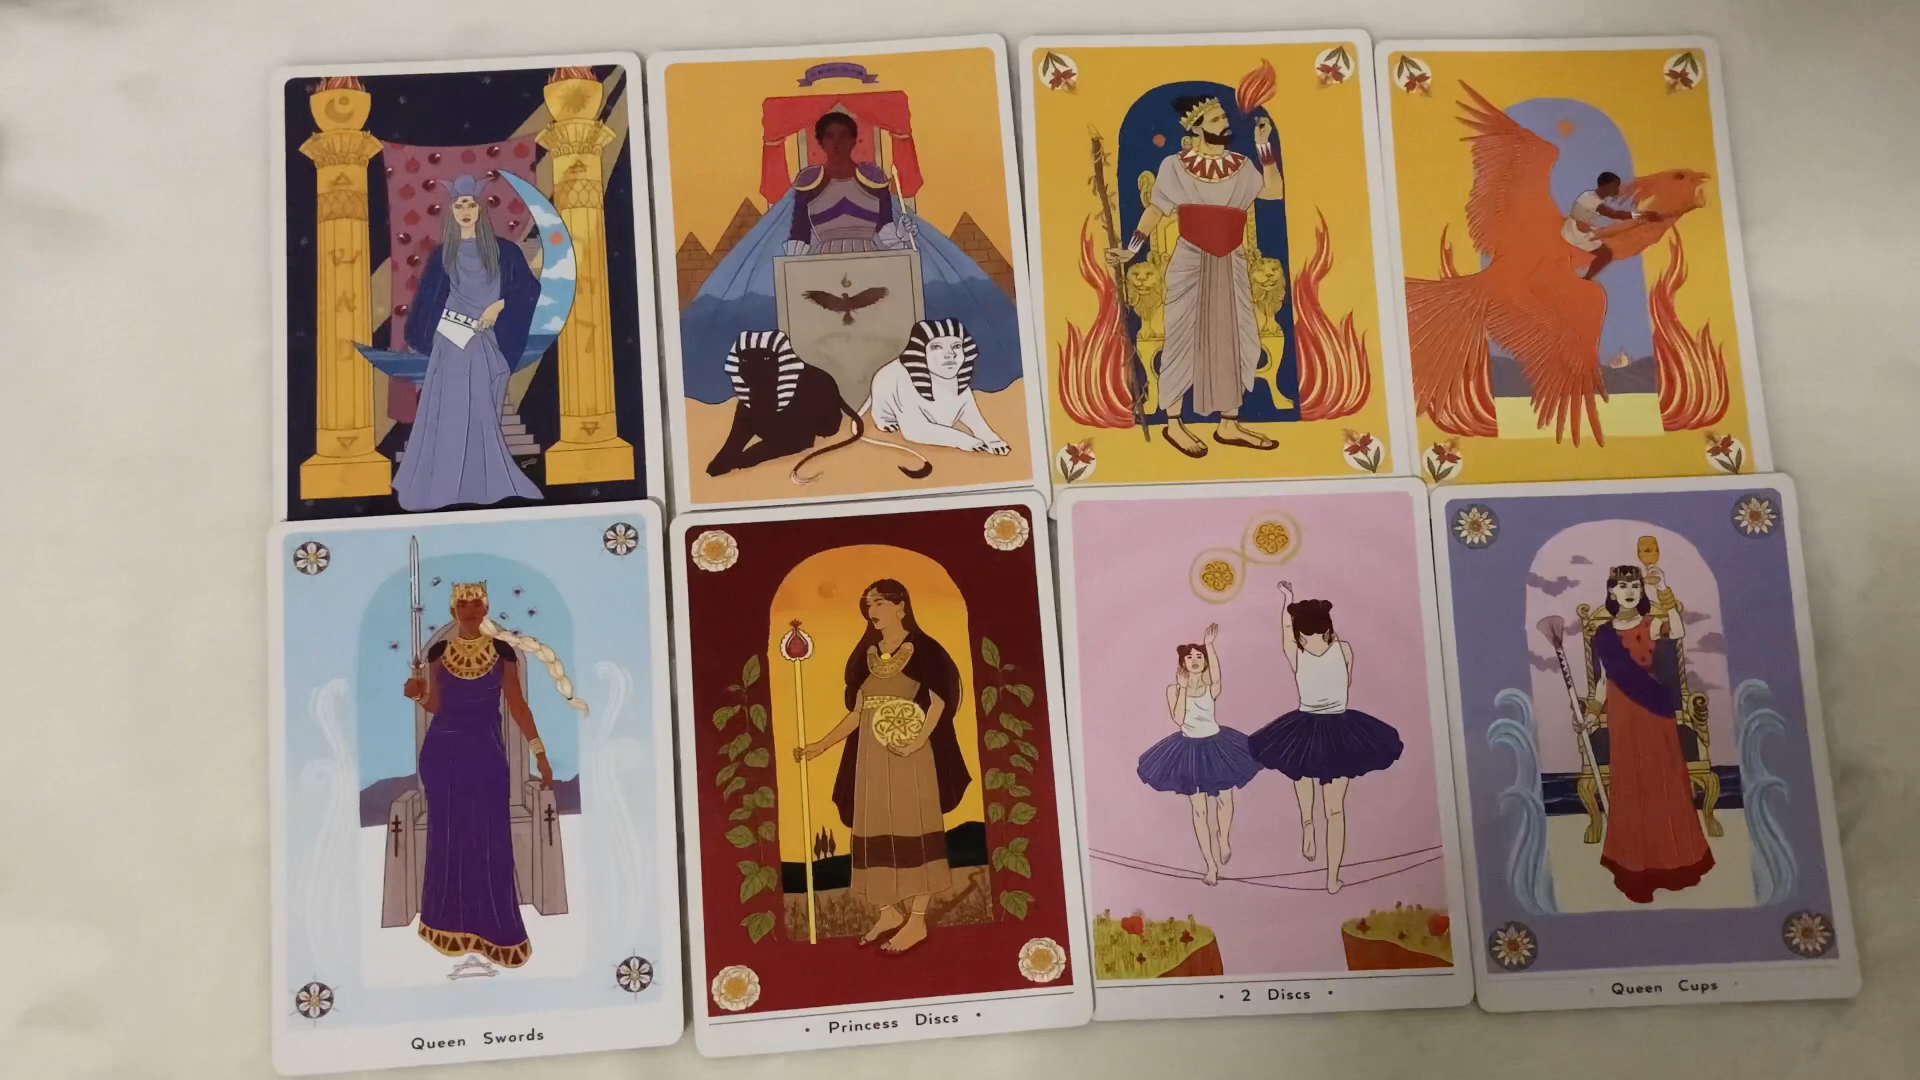 Queen Swords
• Princess Discs •
• 2 Discs •
Queen Cups